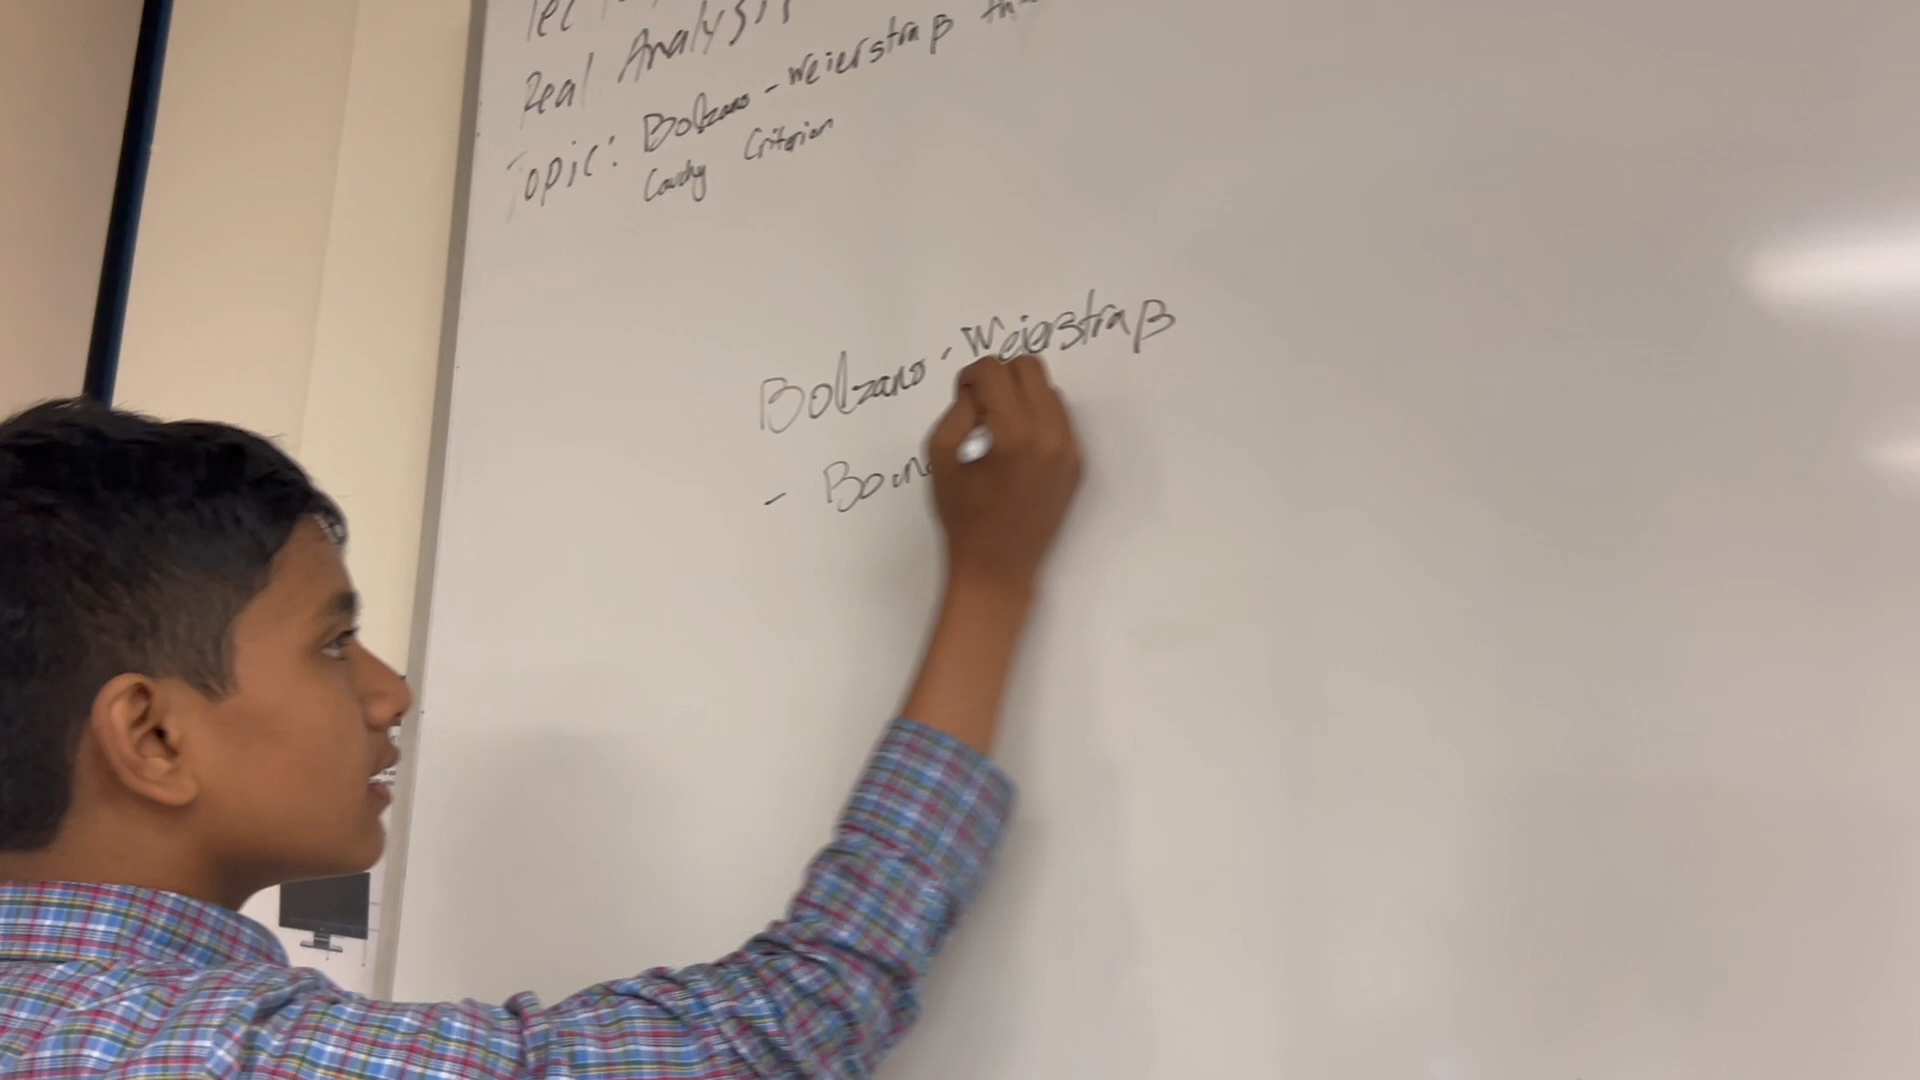 Real Analysis
Topic: Bolzano-Weierstraß
Cauchy Criterion
Bolzano-Weierstraß
- Boun